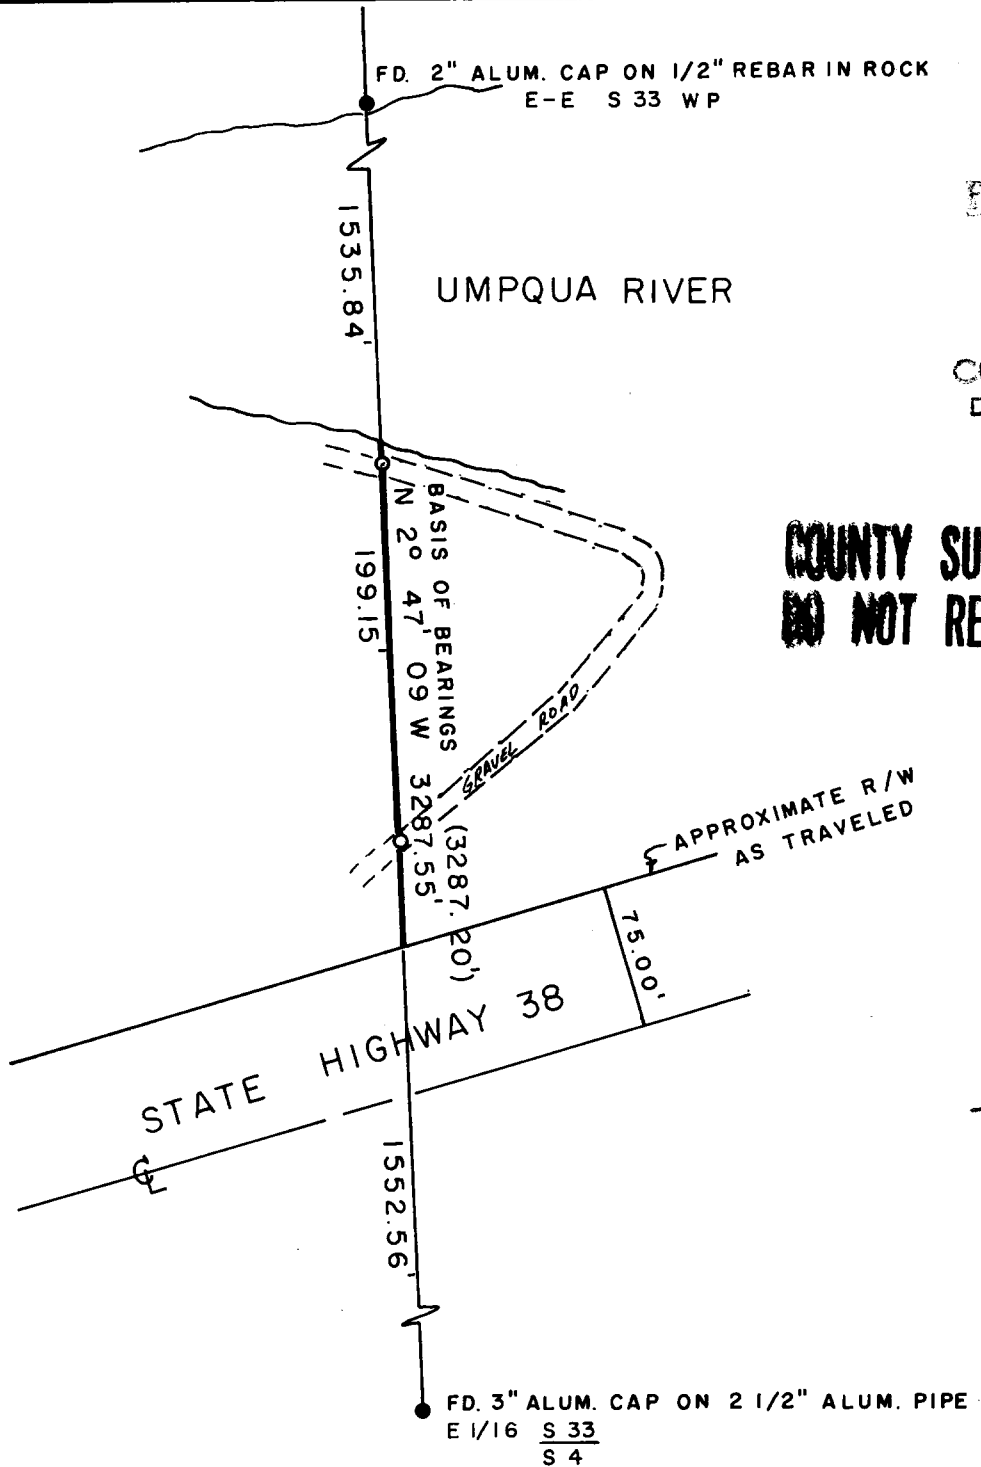 FD. 2" ALUM. CAP ON 1/2" REBAR IN ROCK
E-E S 33 WP
1535.84'
UMPQUA RIVER
BASIS OF BEARINGS
N 2° 47' 09 W 3287.55'
(3287.20')
199.15'
COUNTY SU
DO NOT RE
GRAVEL ROAD
APPROXIMATE R/W
AS TRAVELED
75.00'
STATE HIGHWAY 38
1552.56'
FD. 3" ALUM. CAP ON 2 1/2" ALUM. PIPE
E 1/16 S 33
S 4